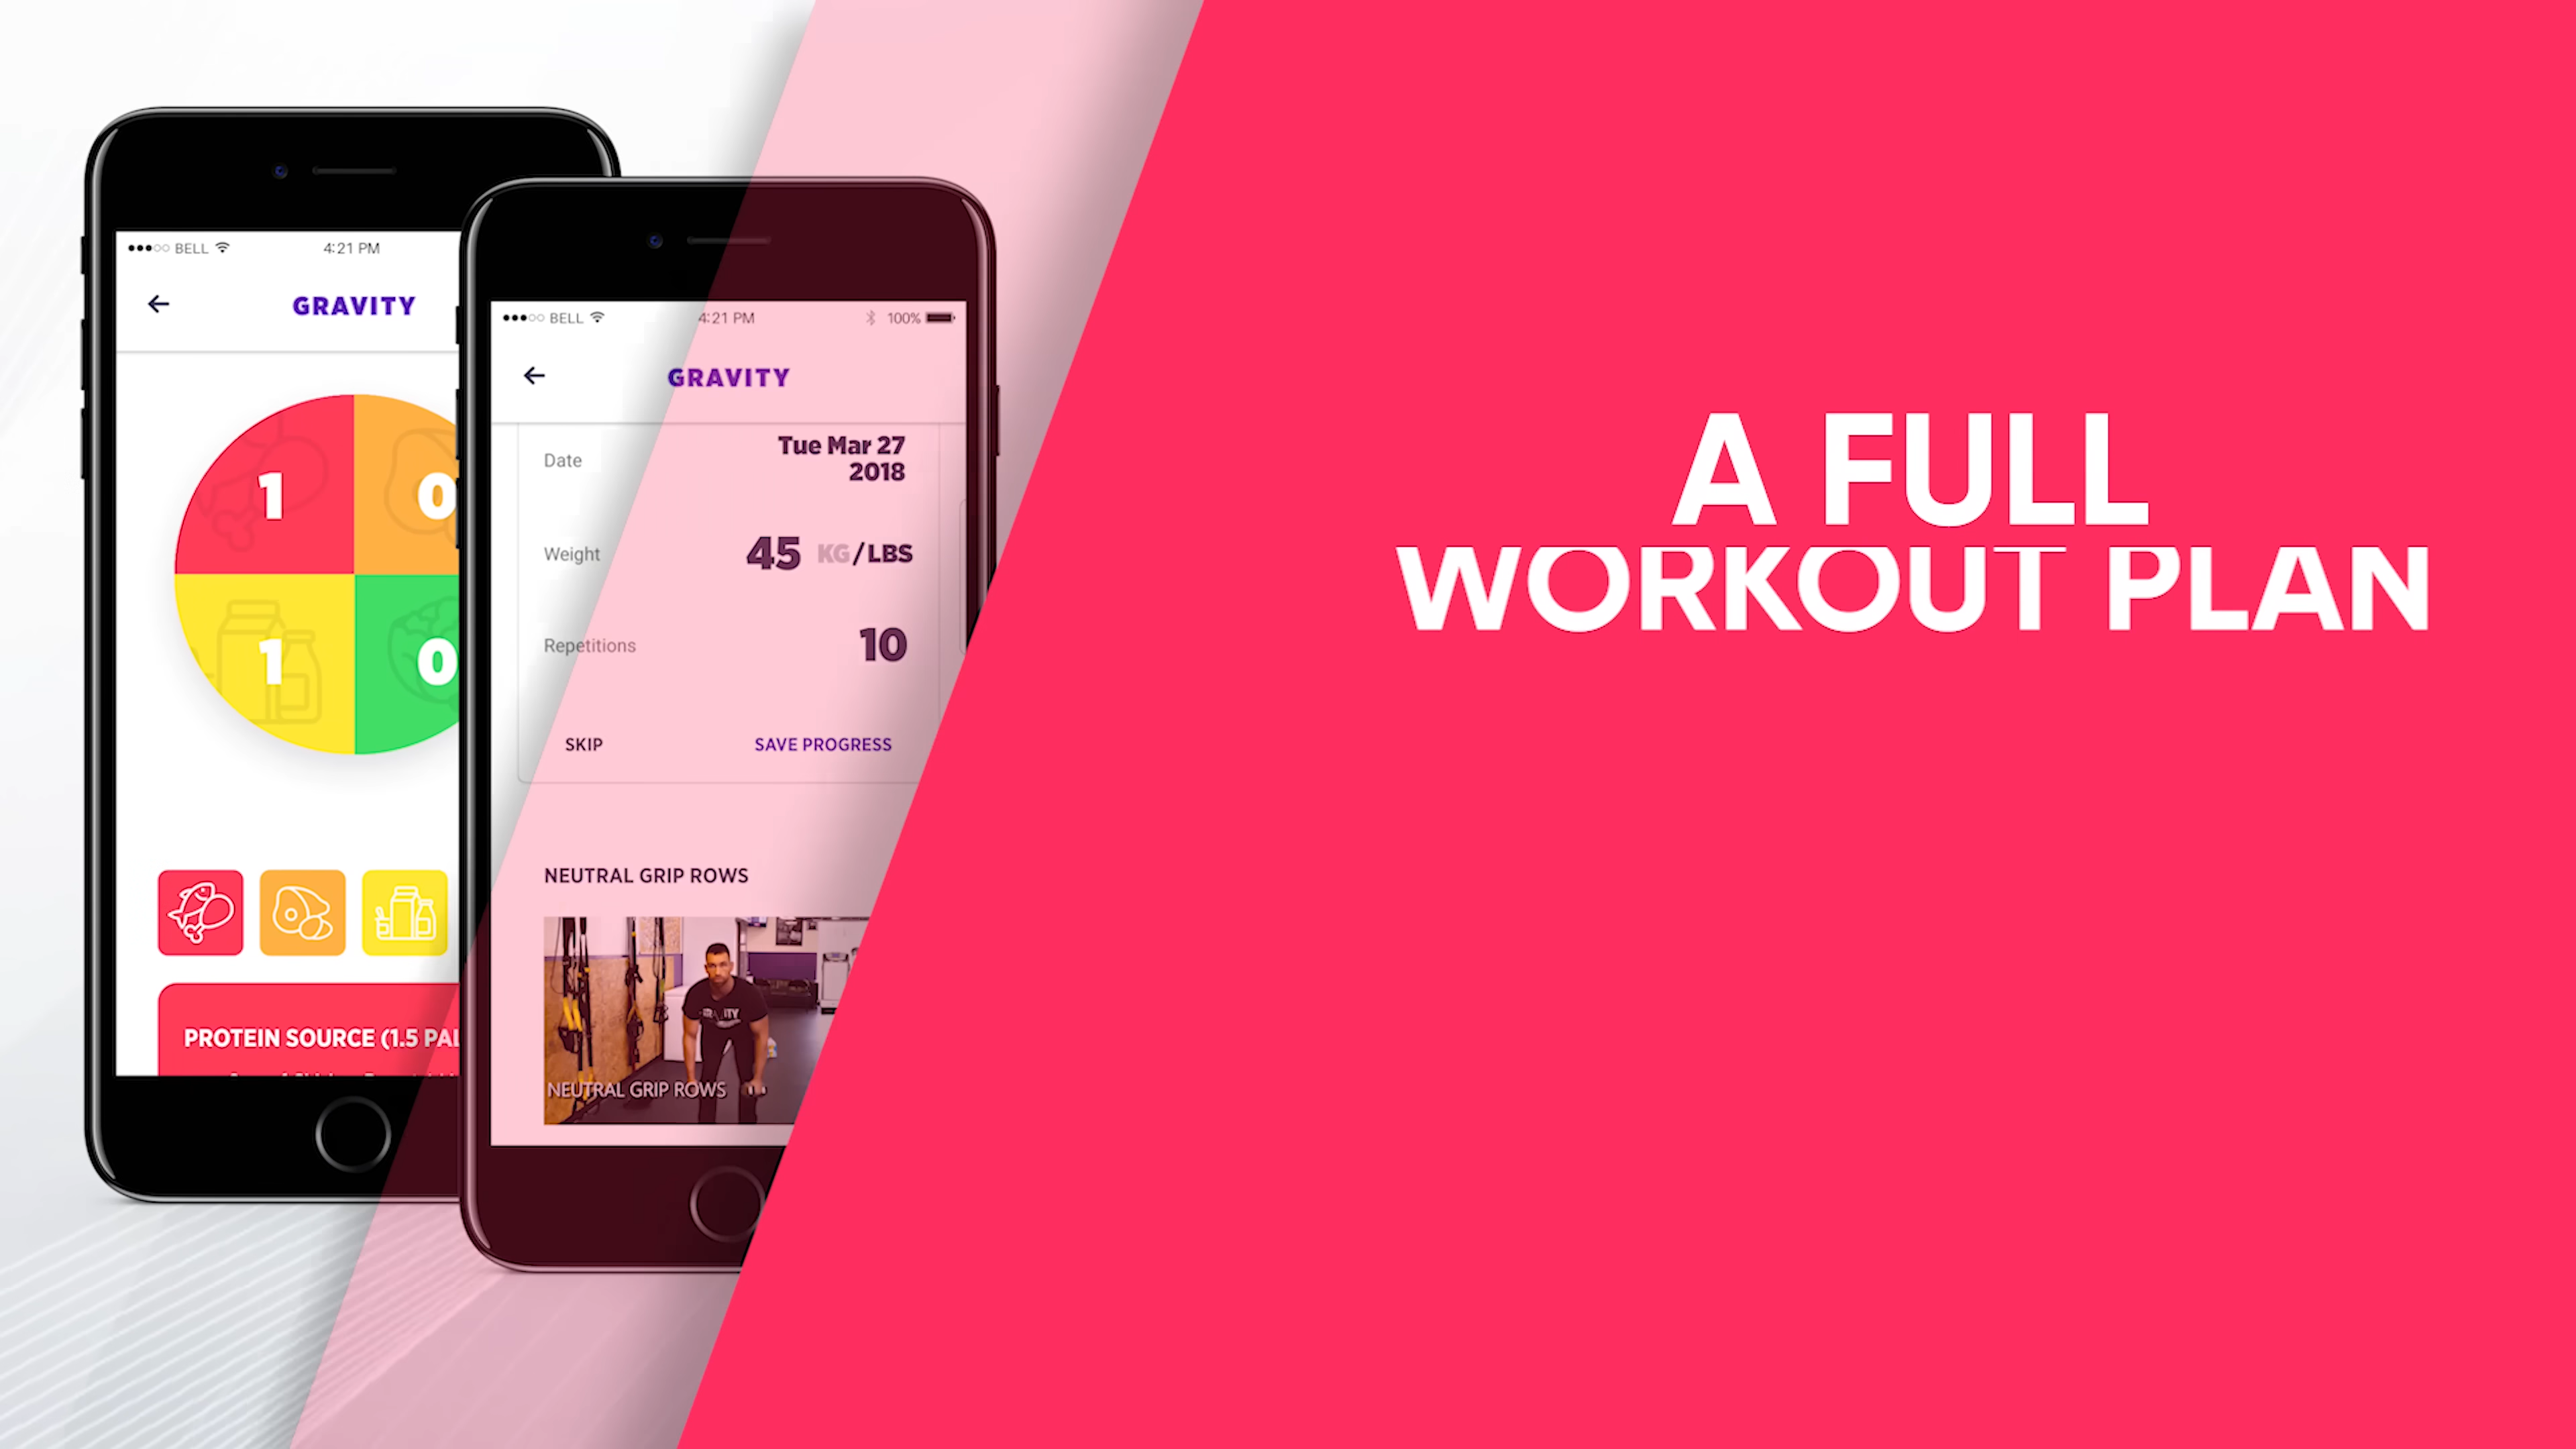 BELL 4:21 PM
GRAVITY
1 0
1 0
PROTEIN SOURCE (1.5
BELL 4:21 PM 100%
GRAVITY
Date Tue Mar 27
2018
Weight 45 KG/LBS
Repetitions 10
SKIP SAVE PROGRESS
NEUTRAL GRIP ROWS
GRAVITY
NEUTRAL GRIP ROWS
A FULL
WORKOUT PLAN